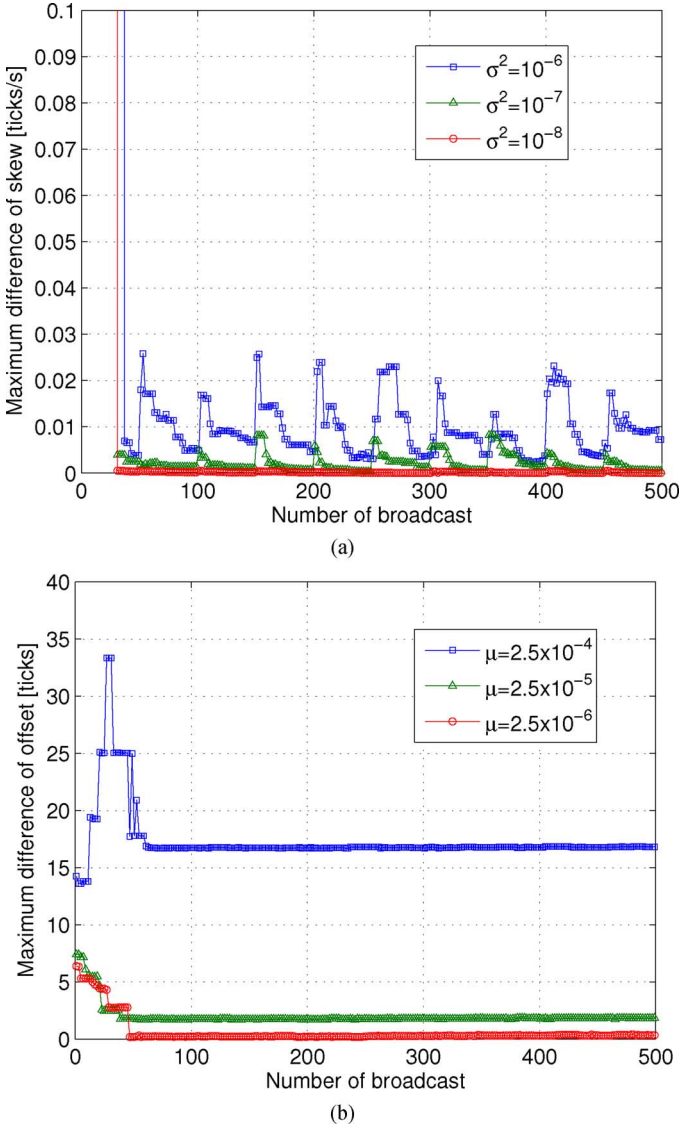 0.1
0.09
0.08
0.07
0.06
0.05
0.04
0.03
0.02
0.01
0
Maximum difference of skew [ticks/s]
σ²=10⁻⁶
σ²=10⁻⁷
σ²=10⁻⁸
0 100 200 300 400 500
Number of broadcast
(a)
40
35
30
25
20
15
10
5
0
Maximum difference of offset [ticks]
μ=2.5x10⁻⁴
μ=2.5x10⁻⁵
μ=2.5x10⁻⁶
0 100 200 300 400 500
Number of broadcast
(b)